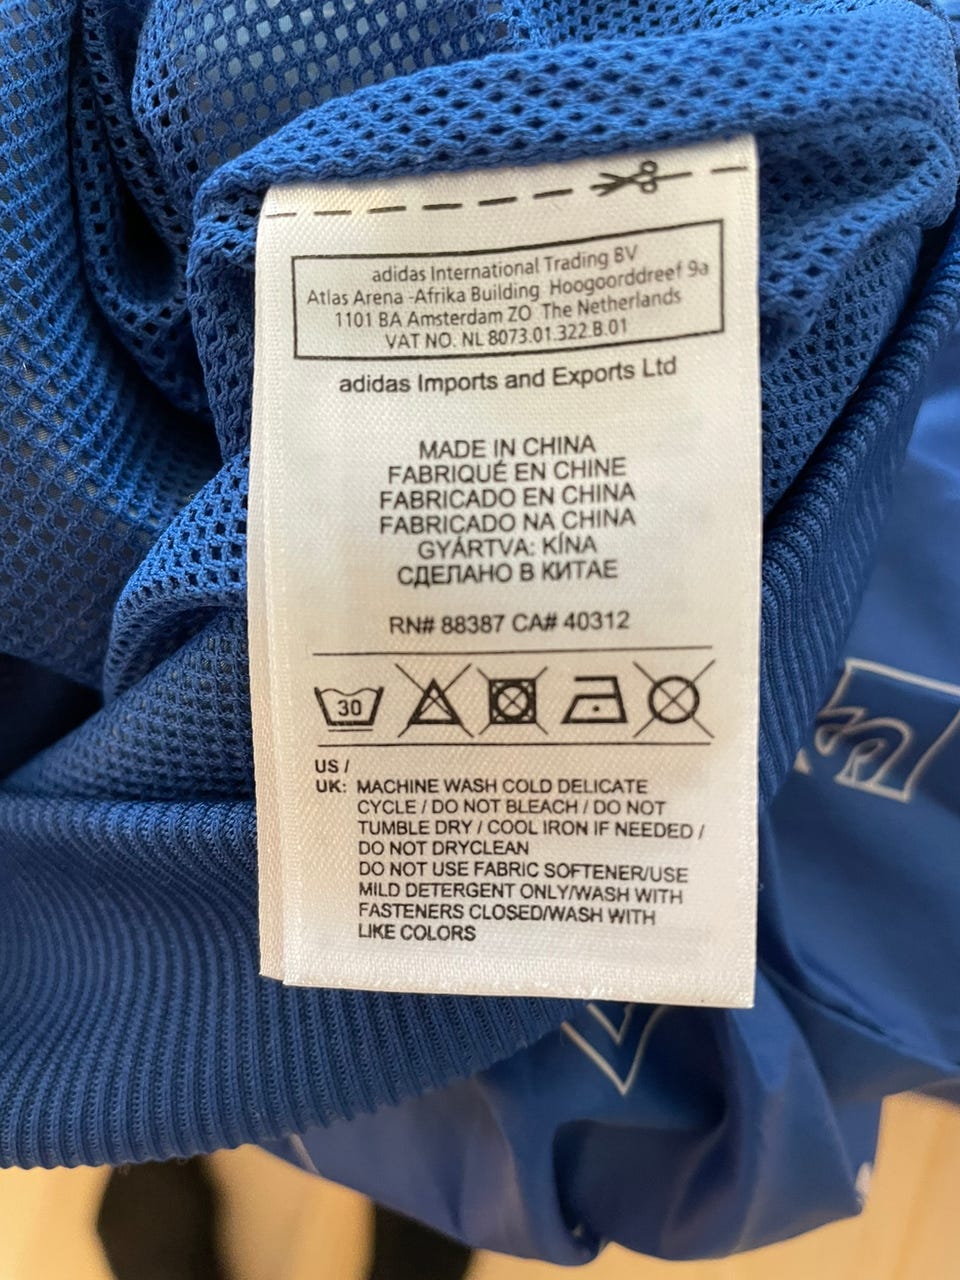 adidas International Trading BV
Atlas Arena -Afrika Building Hoogoorddreef 9a
1101 BA Amsterdam ZO The Netherlands
VAT NO. NL 8073.01.322.B.01
adidas Imports and Exports Ltd
MADE IN CHINA
FABRIQUÉ EN CHINE
FABRICADO EN CHINA
FABRICADO NA CHINA
GYÁRTVA: KÍNA
СДЕЛАНО В КИТАЕ
RN# 88387 CA# 40312
30
US /
UK: MACHINE WASH COLD DELICATE
CYCLE / DO NOT BLEACH / DO NOT
TUMBLE DRY / COOL IRON IF NEEDED /
DO NOT DRYCLEAN
DO NOT USE FABRIC SOFTENER/USE
MILD DETERGENT ONLY/WASH WITH
FASTENERS CLOSED/WASH WITH
LIKE COLORS